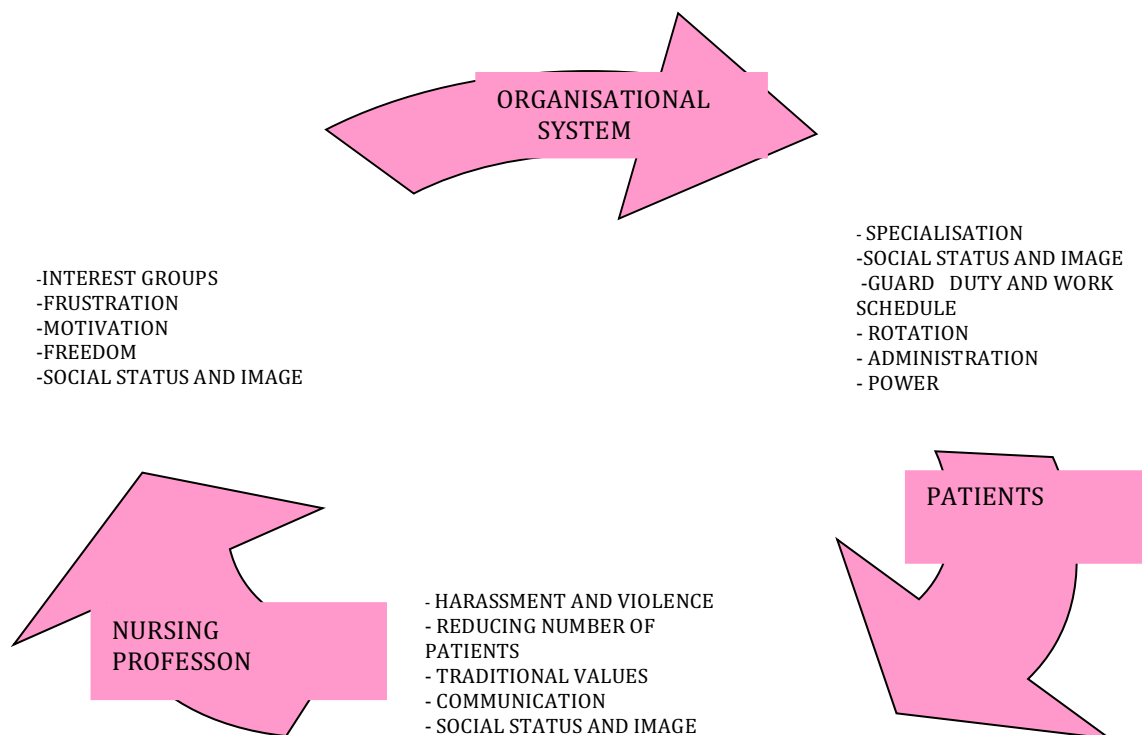 ORGANISATIONAL
SYSTEM
- SPECIALISATION
-SOCIAL STATUS AND IMAGE
-GUARD DUTY AND WORK
SCHEDULE
- ROTATION
- ADMINISTRATION
- POWER
-INTEREST GROUPS
-FRUSTRATION
-MOTIVATION
-FREEDOM
-SOCIAL STATUS AND IMAGE
PATIENTS
- HARASSMENT AND VIOLENCE
- REDUCING NUMBER OF
PATIENTS
- TRADITIONAL VALUES
- COMMUNICATION
- SOCIAL STATUS AND IMAGE
NURSING
PROFESSON